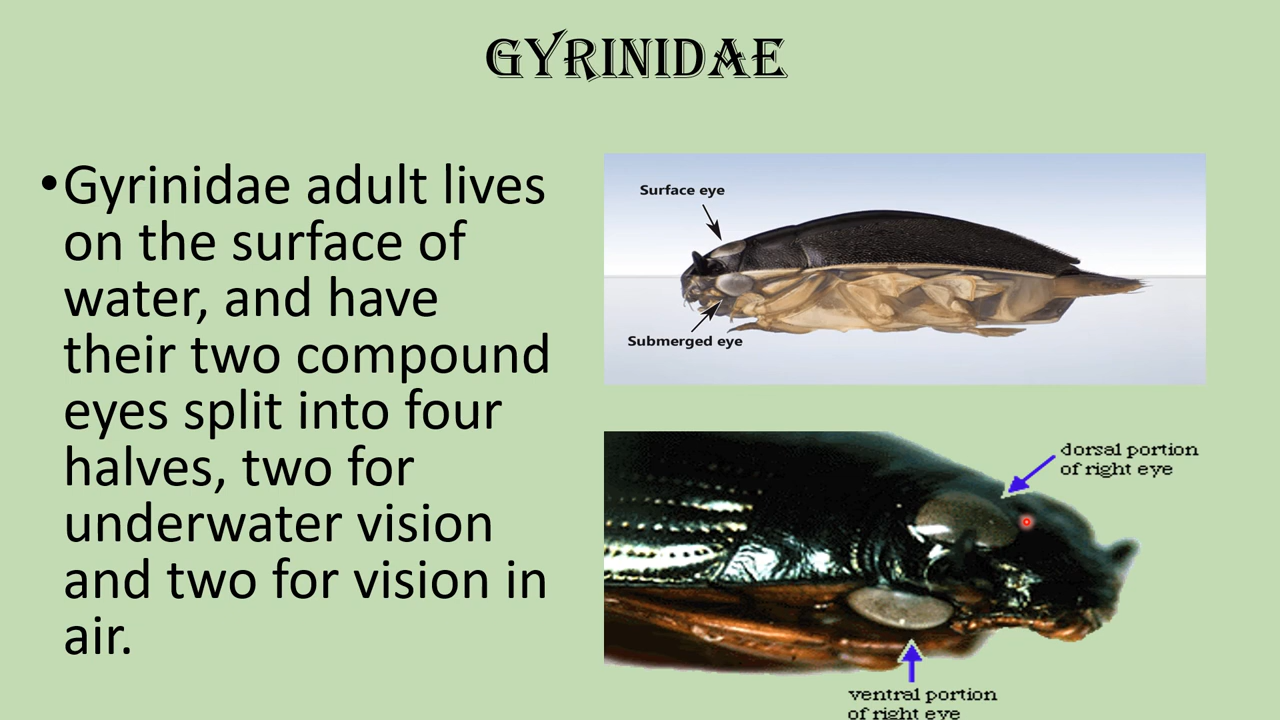 GYRINIDAE
•Gyrinidae adult lives
on the surface of
water, and have
their two compound
eyes split into four
halves, two for
underwater vision
and two for vision in
air.
Surface eye
Submerged eye
dorsal portion
of right eye
ventral portion
of right eye